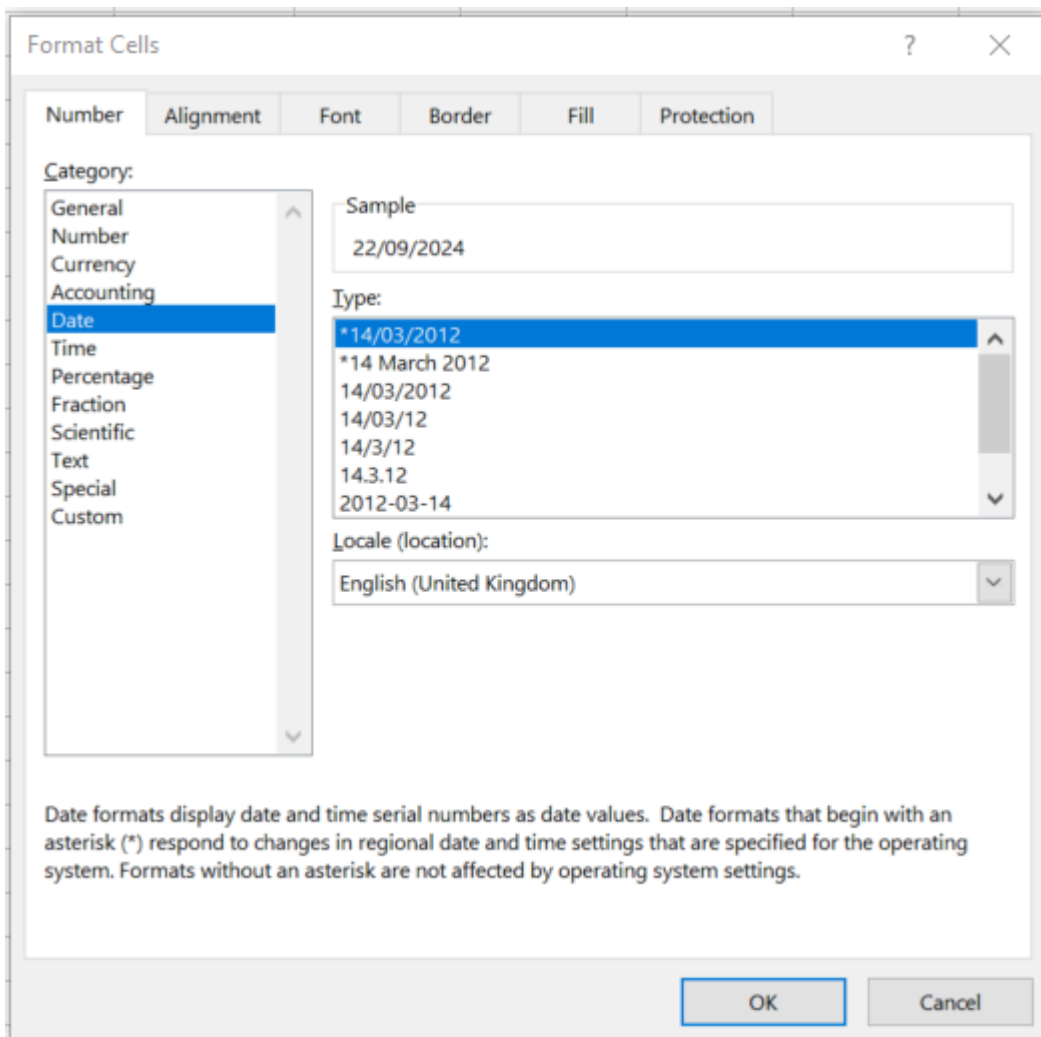 Format Cells ?
Number Alignment Font Border Fill Protection
Category:
General
Number
Currency
Accounting
Date
Time
Percentage
Fraction
Scientific
Text
Special
Custom
Sample
22/09/2024
Type:
*14/03/2012
*14 March 2012
14/03/2012
14/03/12
14/3/12
14.3.12
2012-03-14
Locale (location):
English (United Kingdom)
Date formats display date and time serial numbers as date values. Date formats that begin with an
asterisk (*) respond to changes in regional date and time settings that are specified for the operating
system. Formats without an asterisk are not affected by operating system settings.
OK Cancel